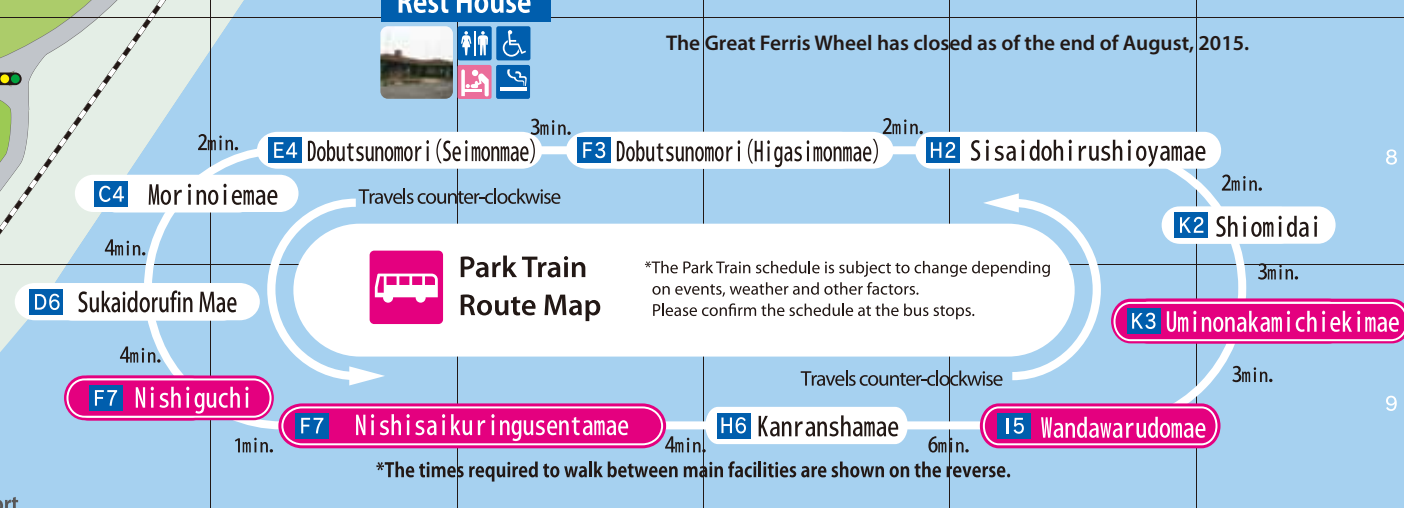 Rest House
The Great Ferris Wheel has closed as of the end of August, 2015.
2min.
E4 Dobutsunomori(Seimonmae)
3min.
F3 Dobutsunomori(Higasimonmae)
2min.
H2 Sisaidohirushioyamae
8
C4 Morinoiemae
Travels counter-clockwise
2min.
K2 Shiomidai
4min.
Park Train
Route Map
*The Park Train schedule is subject to change depending
on events, weather and other factors.
Please confirm the schedule at the bus stops.
3min.
D6 Sukaidorufin Mae
K3 Uminonakamichiekimae
4min.
Travels counter-clockwise
3min.
F7 Nishiguchi
9
1min.
F7 Nishisaikuringusentamae
4min.
H6 Kanranshamae
6min.
I5 Wandawarudomae
*The times required to walk between main facilities are shown on the reverse.